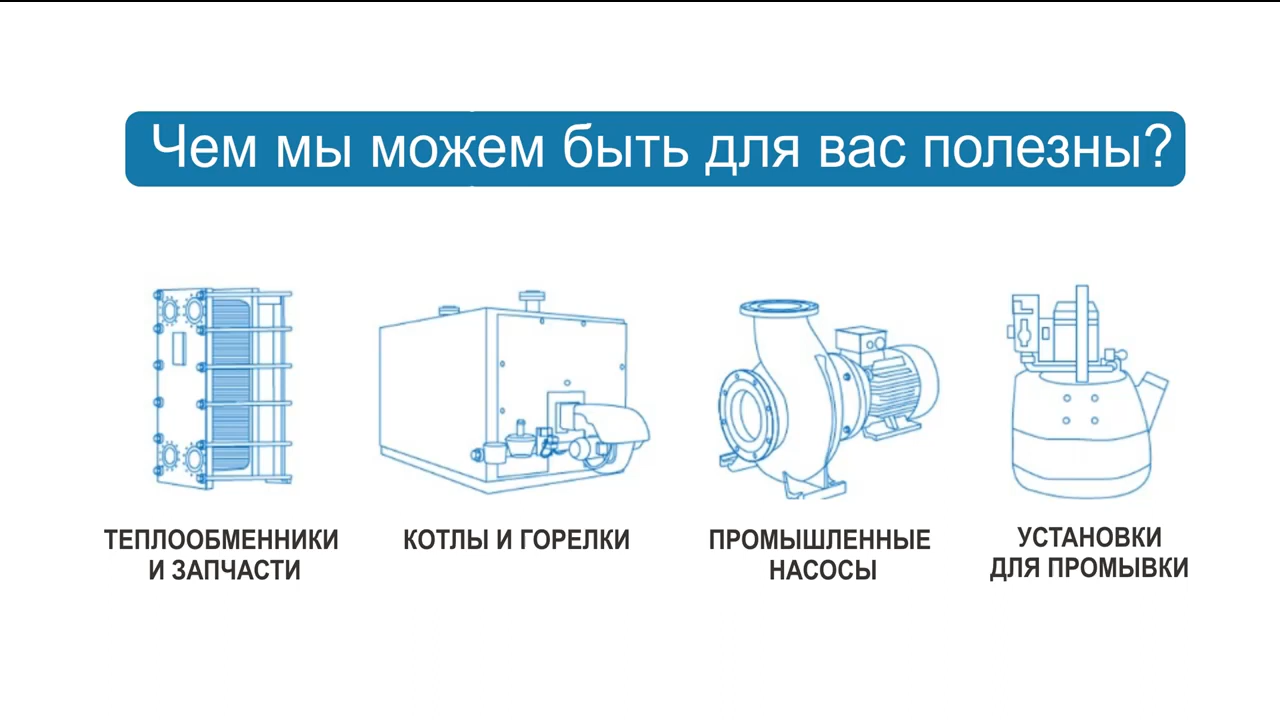 Чем мы можем быть для вас полезны?
ТЕПЛООБМЕННИКИ
И ЗАПЧАСТИ
КОТЛЫ И ГОРЕЛКИ
ПРОМЫШЛЕННЫЕ
НАСОСЫ
УСТАНОВКИ
ДЛЯ ПРОМЫВКИ